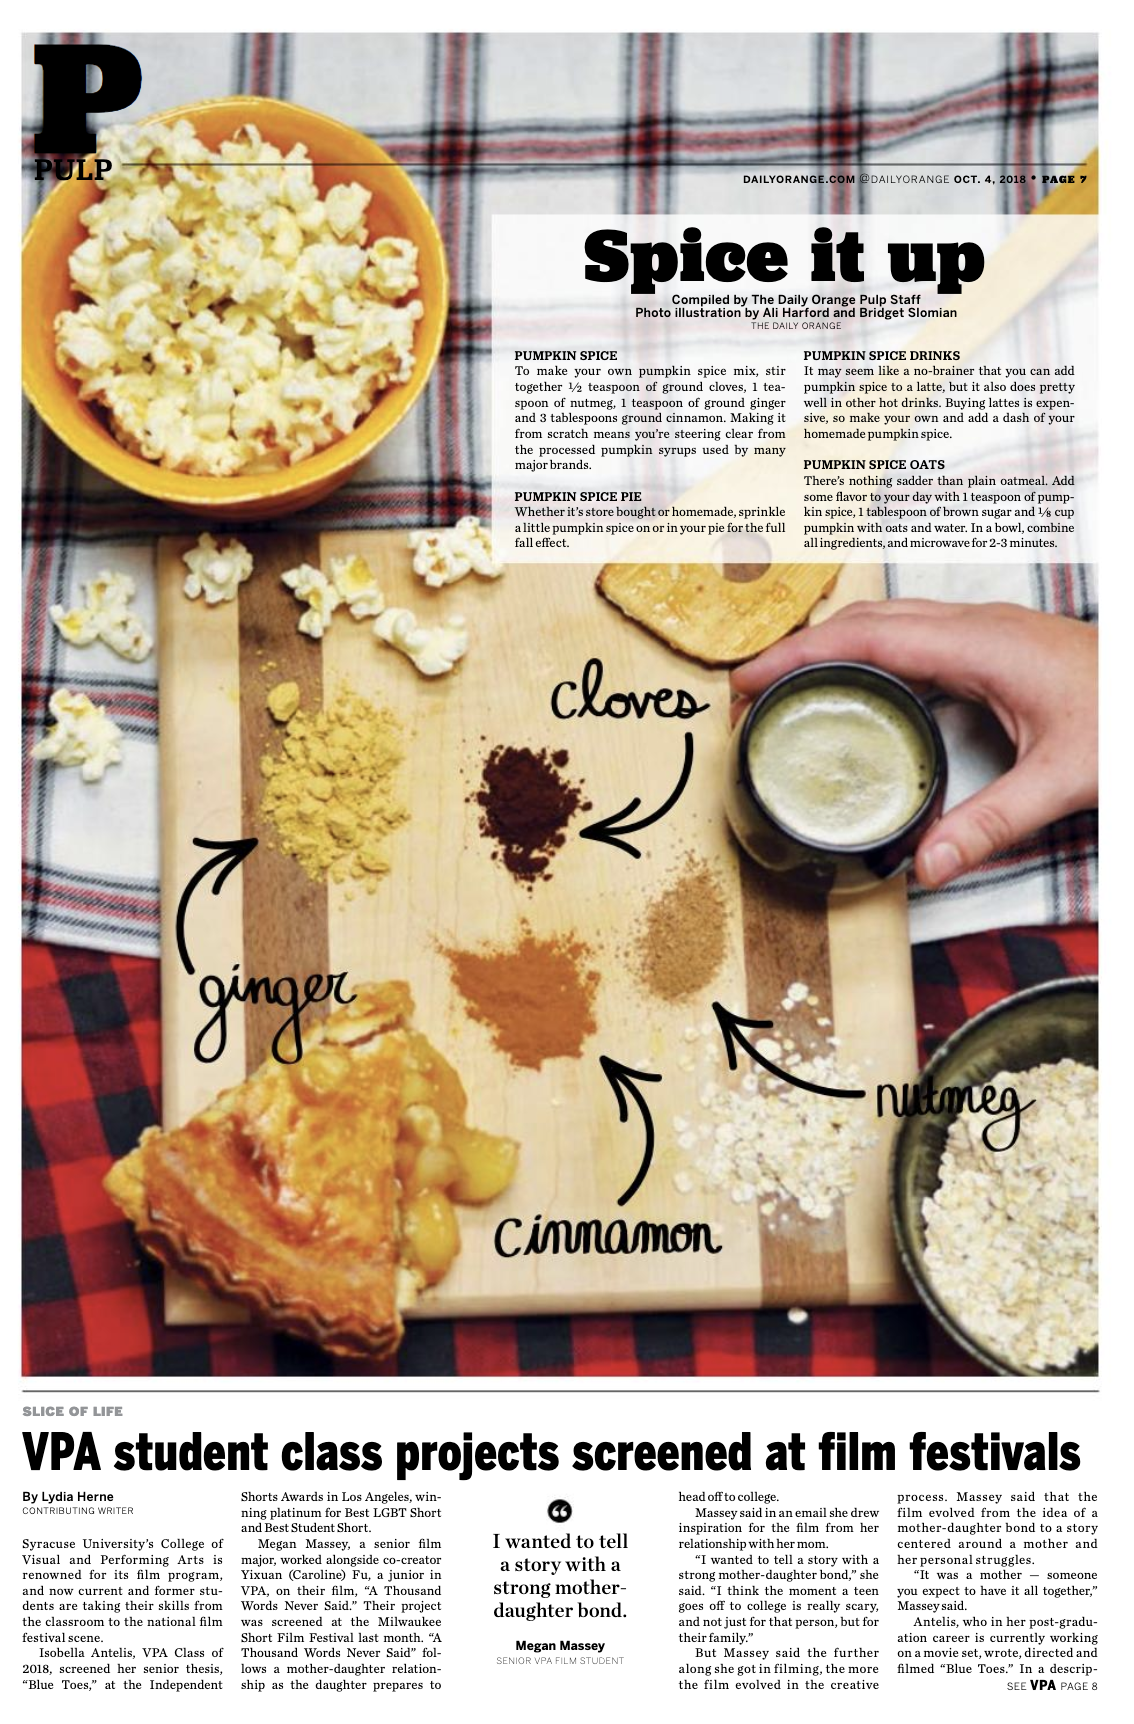 P
PULP
DAILYORANGE.COM @DAILYORANGE OCT. 4, 2018 • PAGE 7
Spice it up
Compiled by The Daily Orange Pulp Staff
Photo illustration by Ali Harford and Bridget Slomian
THE DAILY ORANGE
PUMPKIN SPICE
To make your own pumpkin spice mix, stir
together ½ teaspoon of ground cloves, 1 tea-
spoon of nutmeg, 1 teaspoon of ground ginger
and 3 tablespoons ground cinnamon. Making it
from scratch means you're steering clear from
the processed pumpkin syrups used by many
major brands.
PUMPKIN SPICE PIE
Whether it's store bought or homemade, sprinkle
a little pumpkin spice on or in your pie for the full
fall effect.
PUMPKIN SPICE DRINKS
It may seem like a no-brainer that you can add
pumpkin spice to a latte, but it also does pretty
well in other hot drinks. Buying lattes is expen-
sive, so make your own and add a dash of your
homemade pumpkin spice.
PUMPKIN SPICE OATS
There's nothing sadder than plain oatmeal. Add
some flavor to your day with 1 teaspoon of pump-
kin spice, 1 tablespoon of brown sugar and ⅛ cup
pumpkin with oats and water. In a bowl, combine
all ingredients, and microwave for 2-3 minutes.
cloves
ginger
nutmeg
cinnamon
SLICE OF LIFE
VPA student class projects screened at film festivals
By Lydia Herne
CONTRIBUTING WRITER
Syracuse University's College of
Visual and Performing Arts is
renowned for its film program,
and now current and former stu-
dents are taking their skills from
the classroom to the national film
festival scene.
Isobella Antelis, VPA Class of
2018, screened her senior thesis,
"Blue Toes," at the Independent
Shorts Awards in Los Angeles, win-
ning platinum for Best LGBT Short
and Best Student Short.
Megan Massey, a senior film
major, worked alongside co-creator
Yixuan (Caroline) Fu, a junior in
VPA, on their film, "A Thousand
Words Never Said." Their project
was screened at the Milwaukee
Short Film Festival last month. "A
Thousand Words Never Said" fol-
lows a mother-daughter relation-
ship as the daughter prepares to
I wanted to tell
a story with a
strong mother-
daughter bond.
Megan Massey
SENIOR VPA FILM STUDENT
head off to college.
Massey said in an email she drew
inspiration for the film from her
relationship with her mom.
"I wanted to tell a story with a
strong mother-daughter bond," she
said. "I think the moment a teen
goes off to college is really scary,
and not just for that person, but for
their family."
But Massey said the further
along she got in filming, the more
the film evolved in the creative
process. Massey said that the
film evolved from the idea of a
mother-daughter bond to a story
centered around a mother and
her personal struggles.
"It was a mother — someone
you expect to have it all together,"
Massey said.
Antelis, who in her post-gradu-
ation career is currently working
on a movie set, wrote, directed and
filmed "Blue Toes." In a descrip-
SEE VPA PAGE 8